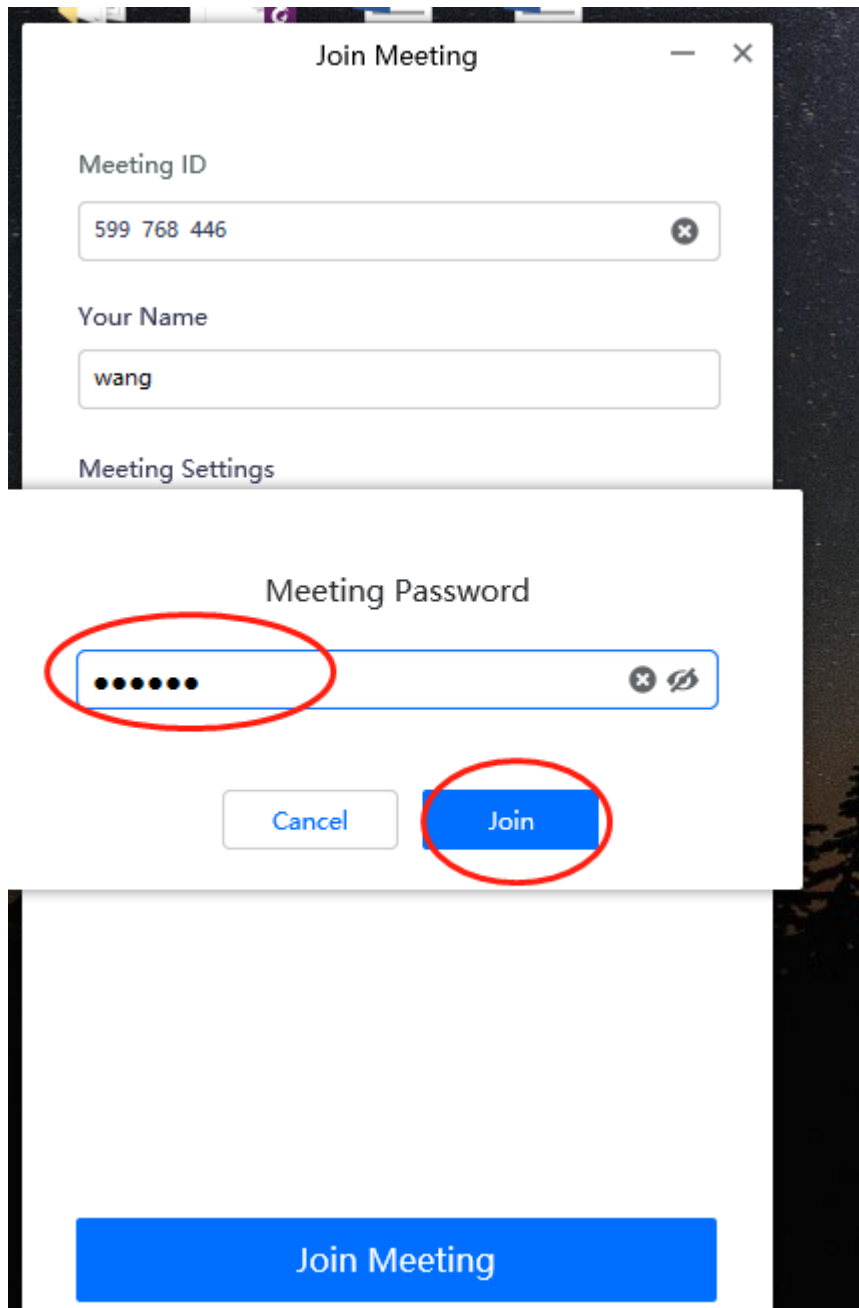 Join Meeting
Meeting ID
599 768 446
Your Name
wang
Meeting Settings
Meeting Password
●●●●●●
Cancel Join
Join Meeting